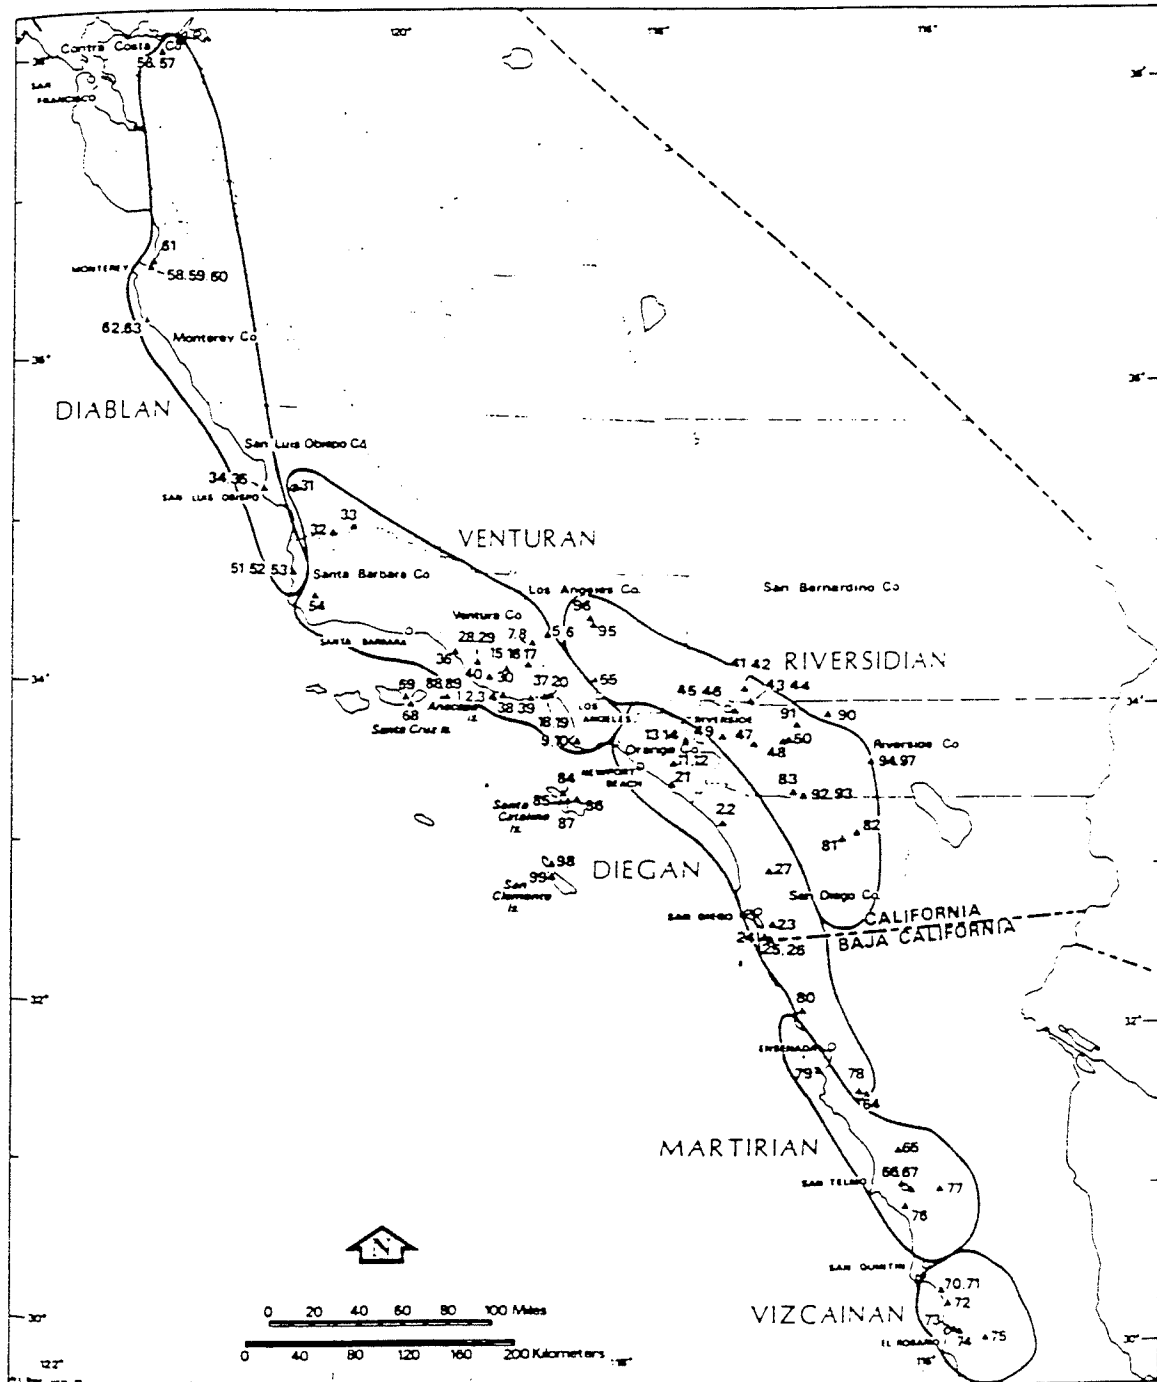 120°
118°
116°
Contra Costa Co
56.57
38°
38°
SAN
FRANCISCO
61
MONTEREY
58.59.60
62.63
Monterey Co
36°
36°
DIABLAN
San Luis Obispo Co
34.35
31
SAN LUIS OBISPO
33
32
VENTURAN
51 52 53
Santa Barbara Co
54
Los Angeles Co.
San Bernardino Co
96
95
Ventura Co
SANTA BARBARA
28.29
7.8
5 6
36
15 16 17
40
30
55
41 42
RIVERSIDIAN
43 44
45 46
34°
34°
69
88.89
1 2.3 4
37 20
38 39
Anacapa
Is.
68
Santa Cruz Is.
18 19
LOS
ANGELES
RIVERSIDE
91
90
9.10
13 14
49
47
48
50
Orange Co
Riverside Co
11.12
94.97
NEWPORT
BEACH
21
84
83
92.93
Santa
Catalina
Is.
85
86
87
22
82
81
98
99
San
Clemente
Is.
DIEGAN
27
San Diego Co
SAN DIEGO
23
CALIFORNIA
BAJA CALIFORNIA
24
25.26
32°
32°
80
ENSENADA
79
78
64
MARTIRIAN
65
66.67
SAN TELMO
77
76
N
SAN QUINTIN
70.71
72
VIZCAINAN
73
74
75
EL ROSARIO
30°
30°
0 20 40 60 80 100 Miles
0 40 80 120 160 200 Kilometers
122°
118°
116°